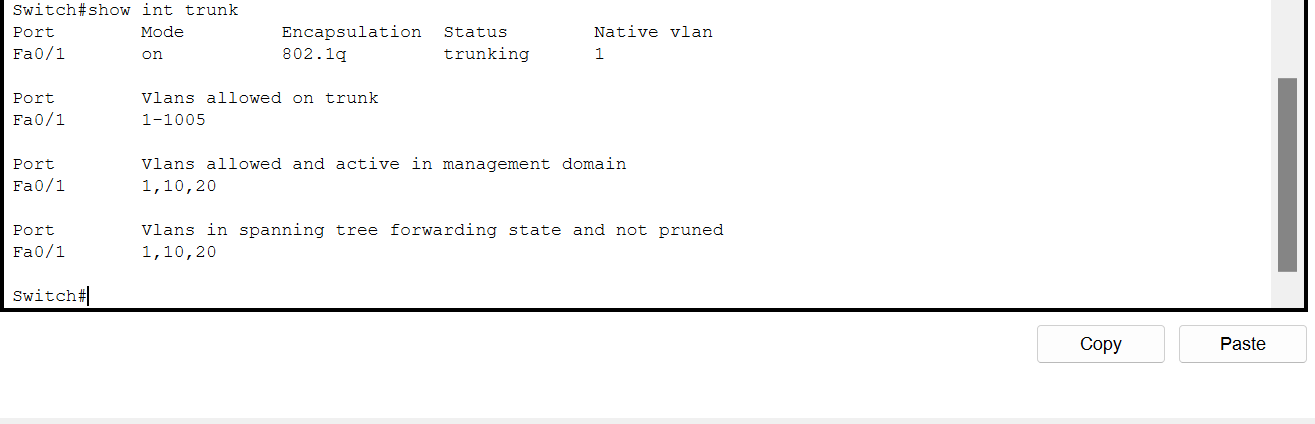 Switch#show int trunk
Port Mode Encapsulation Status Native vlan
Fa0/1 on 802.1q trunking 1
Port Vlans allowed on trunk
Fa0/1 1-1005
Port Vlans allowed and active in management domain
Fa0/1 1,10,20
Port Vlans in spanning tree forwarding state and not pruned
Fa0/1 1,10,20
Switch#
Copy Paste